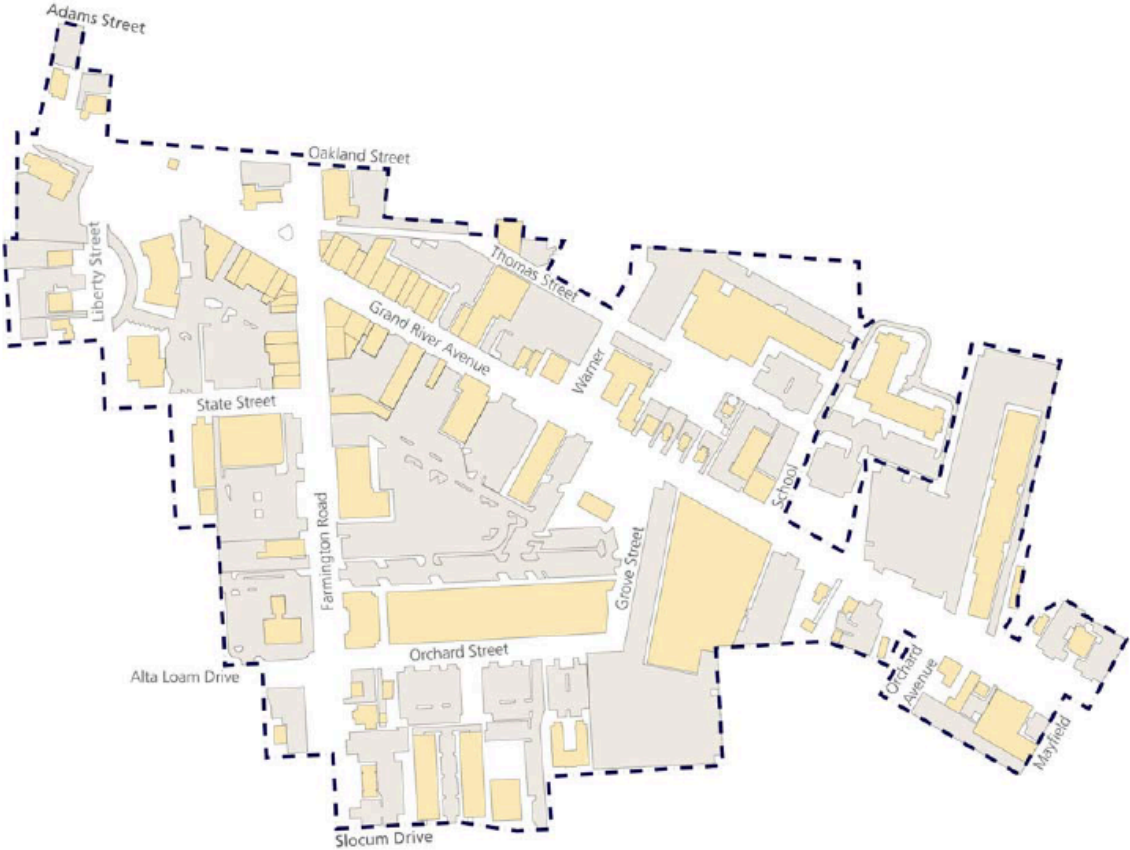 Adams Street
Oakland Street
Liberty Street
Thomas Street
Grand River Avenue
Warner
State Street
School
Farmington Road
Grove Street
Orchard Street
Alta Loam Drive
Orchard
Avenue
Mayfield
Slocum Drive